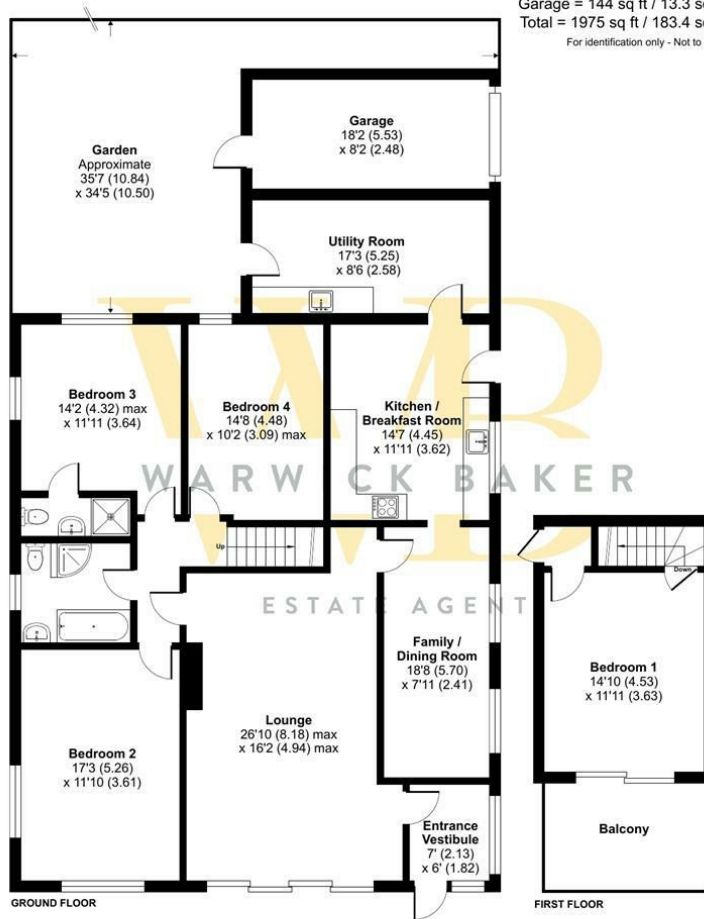 Garage = 144 sq ft / 13.3 sq
Total = 1975 sq ft / 183.4 sq
For identification only - Not to
Garage
18'2 (5.53)
x 8'2 (2.48)
Garden
Approximate
35'7 (10.84)
x 34'5 (10.50)
Utility Room
17'3 (5.25)
x 8'6 (2.58)
Bedroom 3
14'2 (4.32) max
x 11'11 (3.64)
Bedroom 4
14'8 (4.48)
x 10'2 (3.09) max
Kitchen /
Breakfast Room
14'7 (4.45)
x 11'11 (3.62)
WB
WARWICK BAKER
ESTATE AGENT
Up
Down
Family /
Dining Room
18'8 (5.70)
x 7'11 (2.41)
Bedroom 1
14'10 (4.53)
x 11'11 (3.63)
Lounge
26'10 (8.18) max
x 16'2 (4.94) max
Bedroom 2
17'3 (5.26)
x 11'10 (3.61)
Entrance
Vestibule
7' (2.13)
x 6' (1.82)
Balcony
GROUND FLOOR
FIRST FLOOR